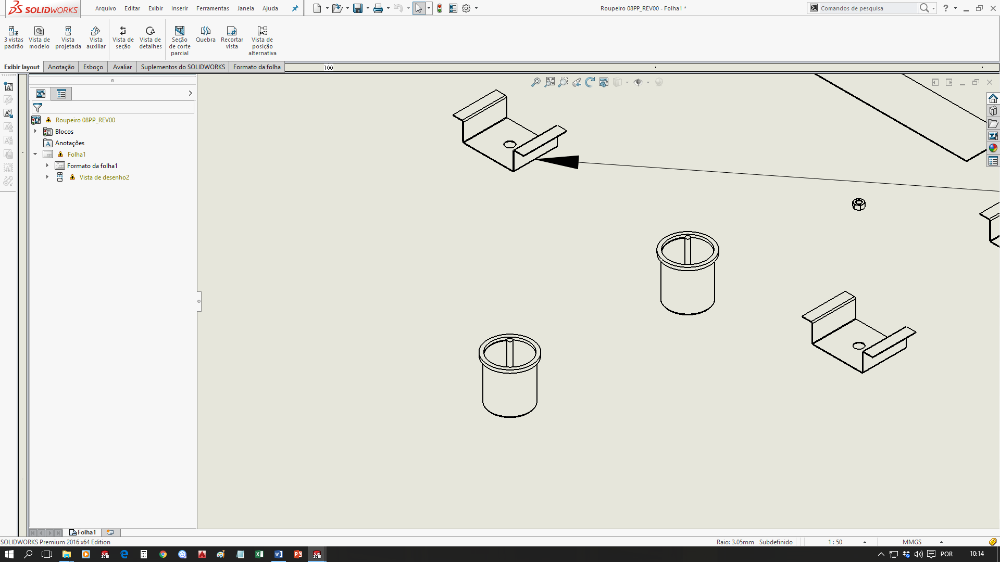 SOLIDWORKS
Arquivo Editar Exibir Inserir Ferramentas Janela Ajuda
Roupeiro 08PP_REV00 - Folha1 *
Comandos de pesquisa
3 vistas padrão
Vista de modelo
Vista projetada
Vista auxiliar
Vista de seção
Vista de detalhes
Seção de corte parcial
Quebra
Recortar vista
Vista de posição alternativa
Exibir layout Anotação Esboço Avaliar Suplementos do SOLIDWORKS Formato da folha
100
Roupeiro 08PP_REV00
Blocos
Anotações
Folha1
Formato da folha1
Vista de desenho2
Folha1
SOLIDWORKS Premium 2016 x64 Edition
Raio: 3.05mm Subdefinido 1 : 50 MMGS
POR 10:14